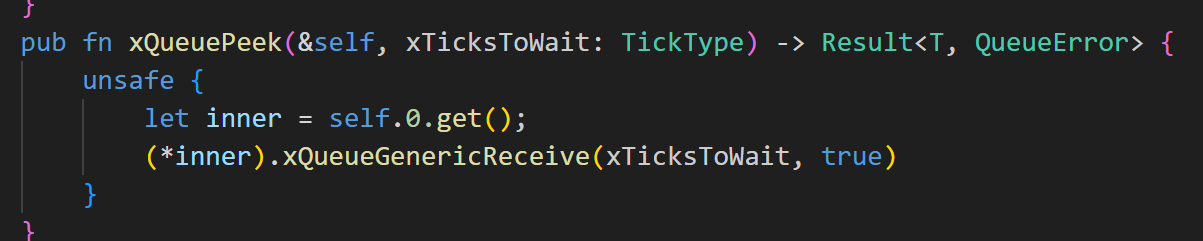 }
pub fn xQueuePeek(&self, xTicksToWait: TickType) -> Result<T, QueueError> {
unsafe {
let inner = self.0.get();
(*inner).xQueueGenericReceive(xTicksToWait, true)
}
}